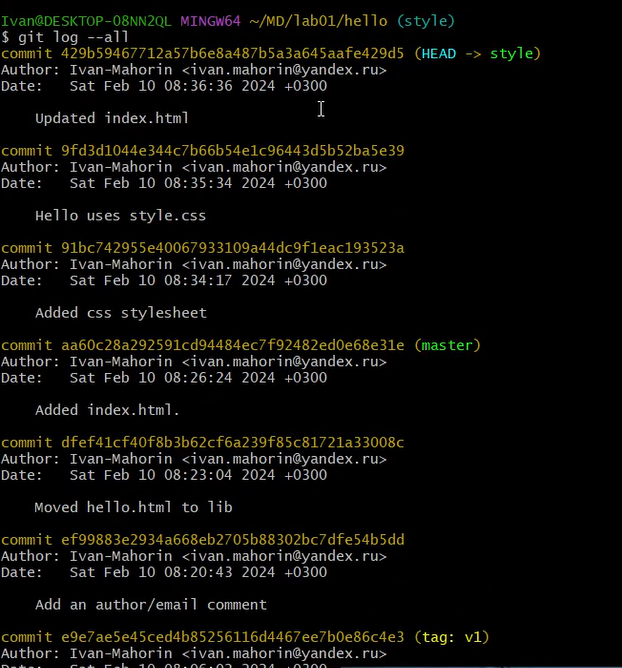 Ivan@DESKTOP-08NN2QL MINGW64 ~/MD/lab01/hello (style)
$ git log --all
commit 429b59467712a57b6e8a487b5a3a645aafe429d5 (HEAD -> style)
Author: Ivan-Mahorin <ivan.mahorin@yandex.ru>
Date:   Sat Feb 10 08:36:36 2024 +0300
    Updated index.html
commit 9fd3d1044e344c7b66b54e1c96443d5b52ba5e39
Author: Ivan-Mahorin <ivan.mahorin@yandex.ru>
Date:   Sat Feb 10 08:35:34 2024 +0300
    Hello uses style.css
commit 91bc742955e40067933109a44dc9f1eac193523a
Author: Ivan-Mahorin <ivan.mahorin@yandex.ru>
Date:   Sat Feb 10 08:34:17 2024 +0300
    Added css stylesheet
commit aa60c28a292591cd94484ec7f92482ed0e68e31e (master)
Author: Ivan-Mahorin <ivan.mahorin@yandex.ru>
Date:   Sat Feb 10 08:26:24 2024 +0300
    Added index.html.
commit dfef41cf40f8b3b62cf6a239f85c81721a33008c
Author: Ivan-Mahorin <ivan.mahorin@yandex.ru>
Date:   Sat Feb 10 08:23:04 2024 +0300
    Moved hello.html to lib
commit ef99883e2934a668eb2705b88302bc7dfe54b5dd
Author: Ivan-Mahorin <ivan.mahorin@yandex.ru>
Date:   Sat Feb 10 08:20:43 2024 +0300
    Add an author/email comment
commit e9e7ae5e45ced4b85256116d4467ee7b0e86c4e3 (tag: v1)
Author: Ivan-Mahorin <ivan.mahorin@yandex.ru>